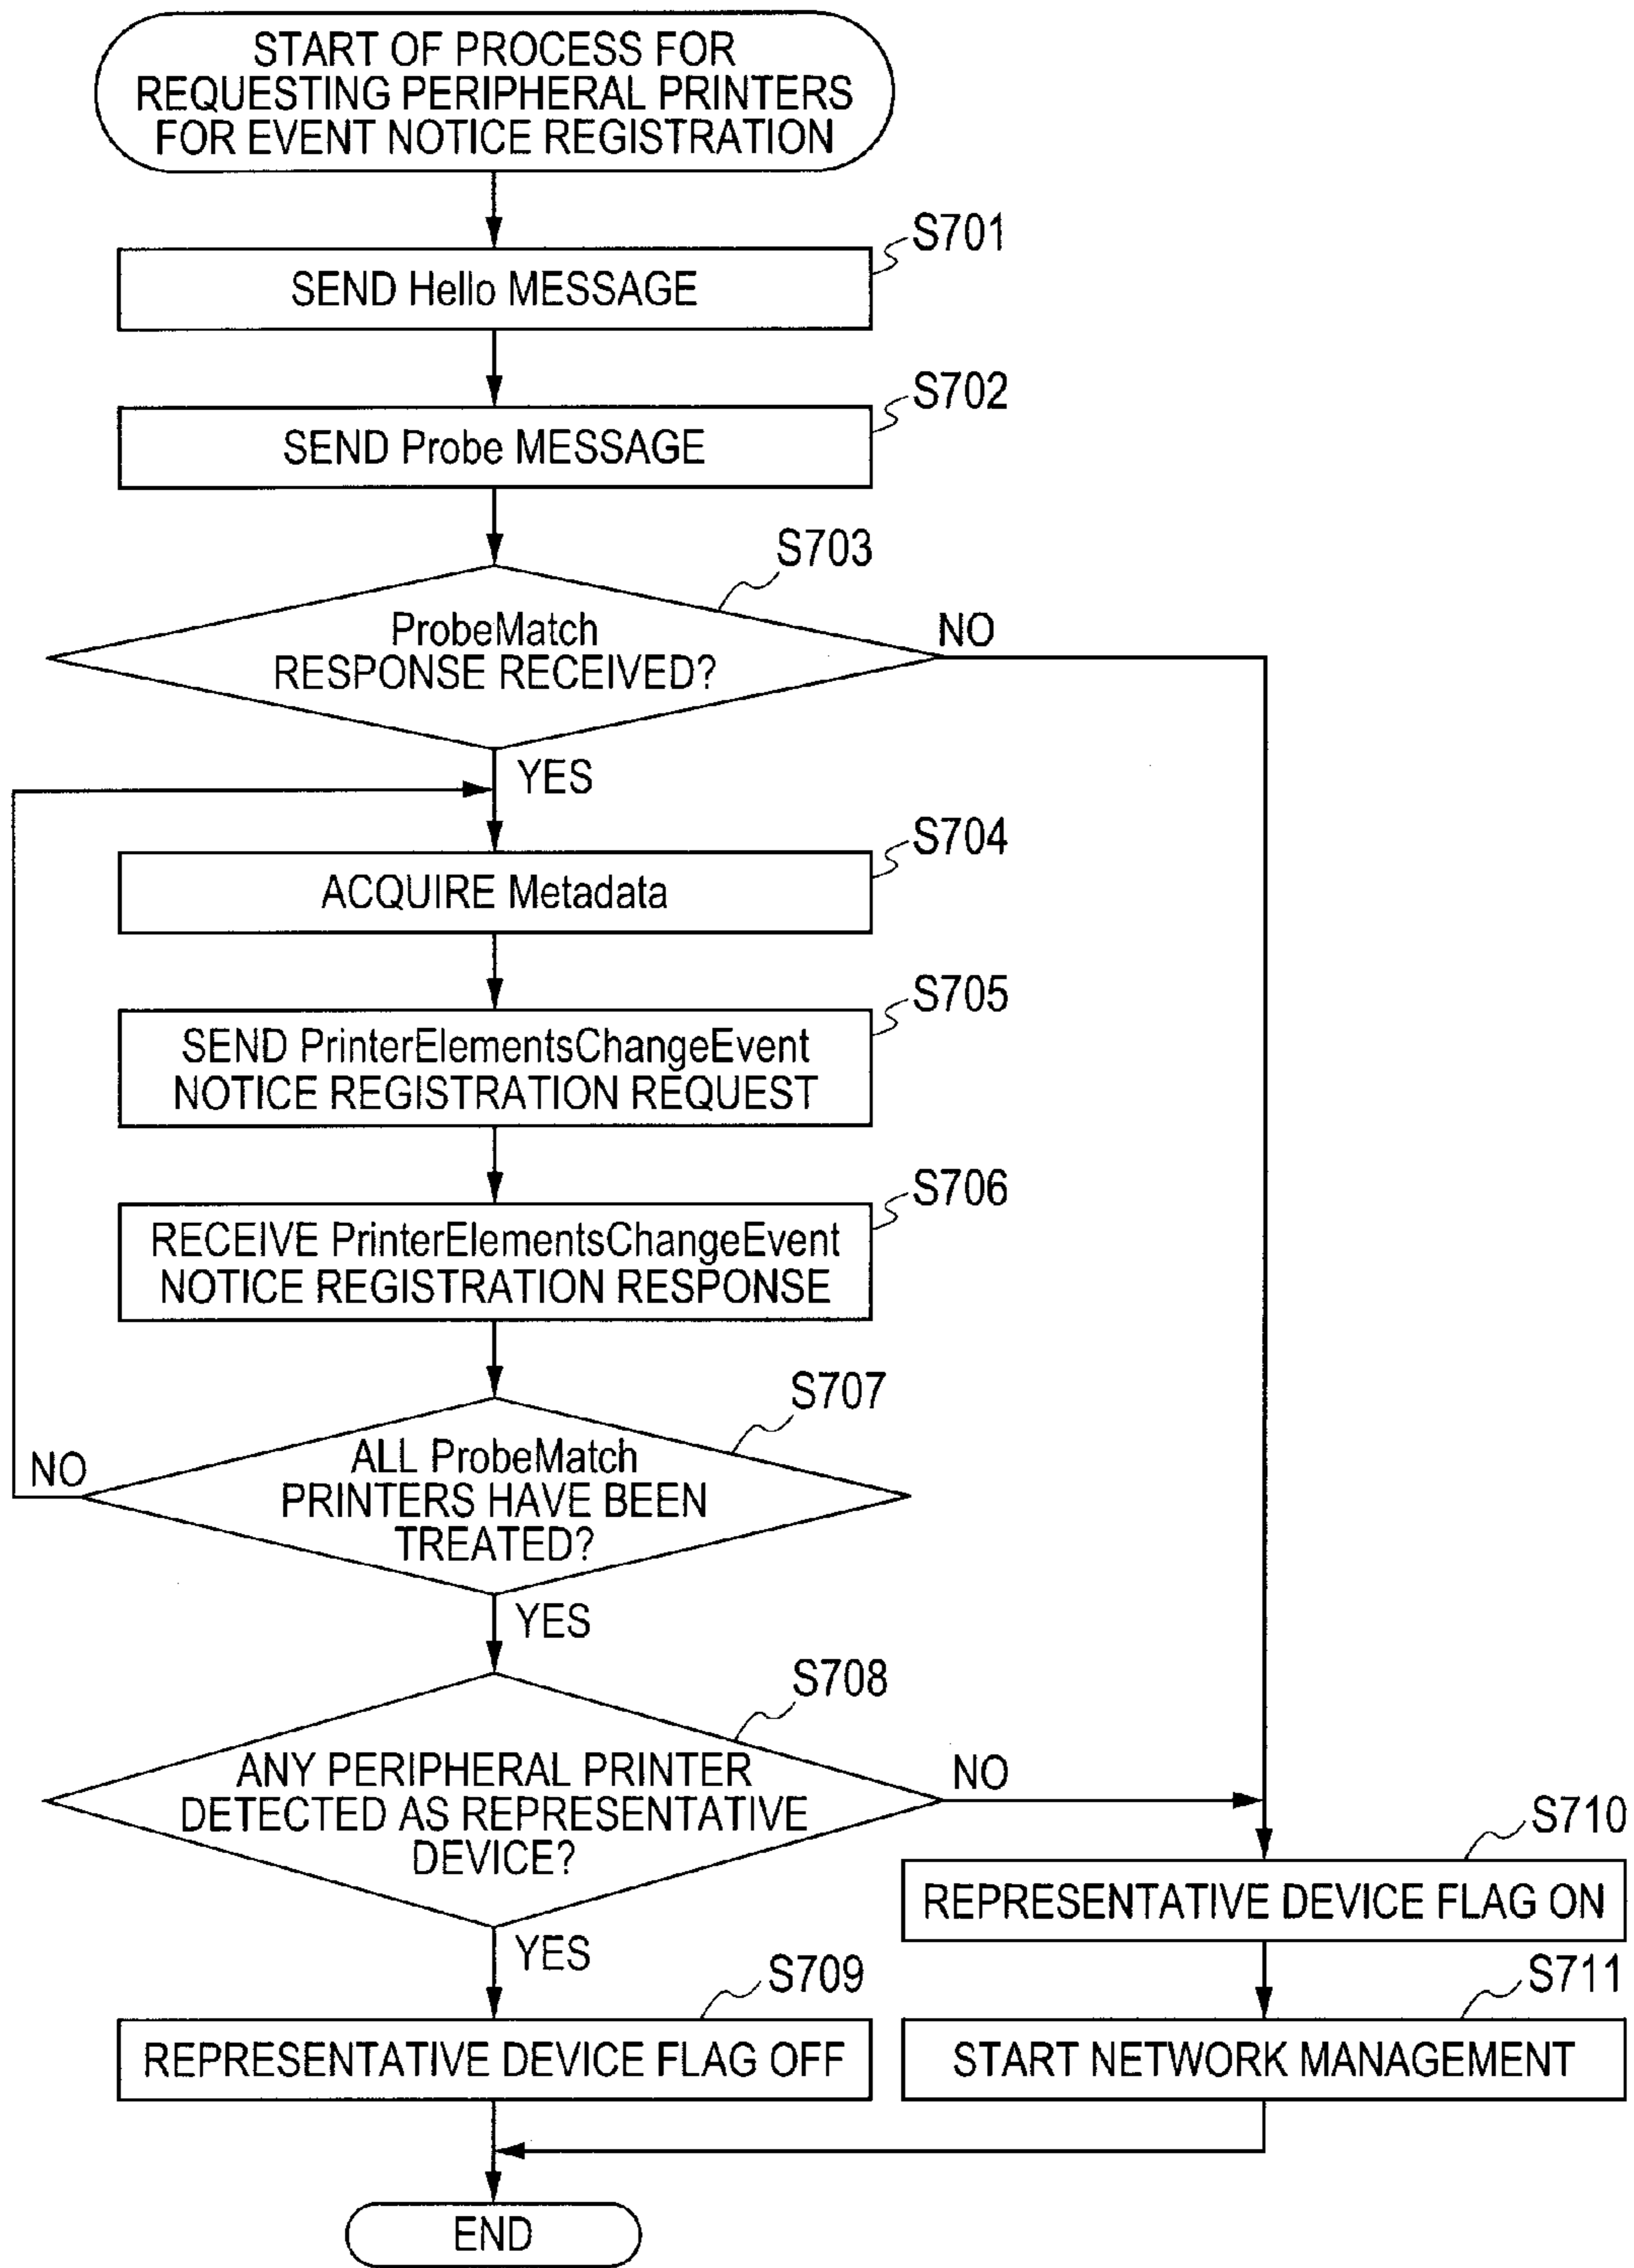 START OF PROCESS FOR
REQUESTING PERIPHERAL PRINTERS
FOR EVENT NOTICE REGISTRATION
S701
SEND Hello MESSAGE
S702
SEND Probe MESSAGE
S703
ProbeMatch
RESPONSE RECEIVED?
NO
YES
S704
ACQUIRE Metadata
S705
SEND PrinterElementsChangeEvent
NOTICE REGISTRATION REQUEST
S706
RECEIVE PrinterElementsChangeEvent
NOTICE REGISTRATION RESPONSE
S707
ALL ProbeMatch
PRINTERS HAVE BEEN
TREATED?
NO
YES
S708
ANY PERIPHERAL PRINTER
DETECTED AS REPRESENTATIVE
DEVICE?
NO
YES
S709
REPRESENTATIVE DEVICE FLAG OFF
S710
REPRESENTATIVE DEVICE FLAG ON
S711
START NETWORK MANAGEMENT
END